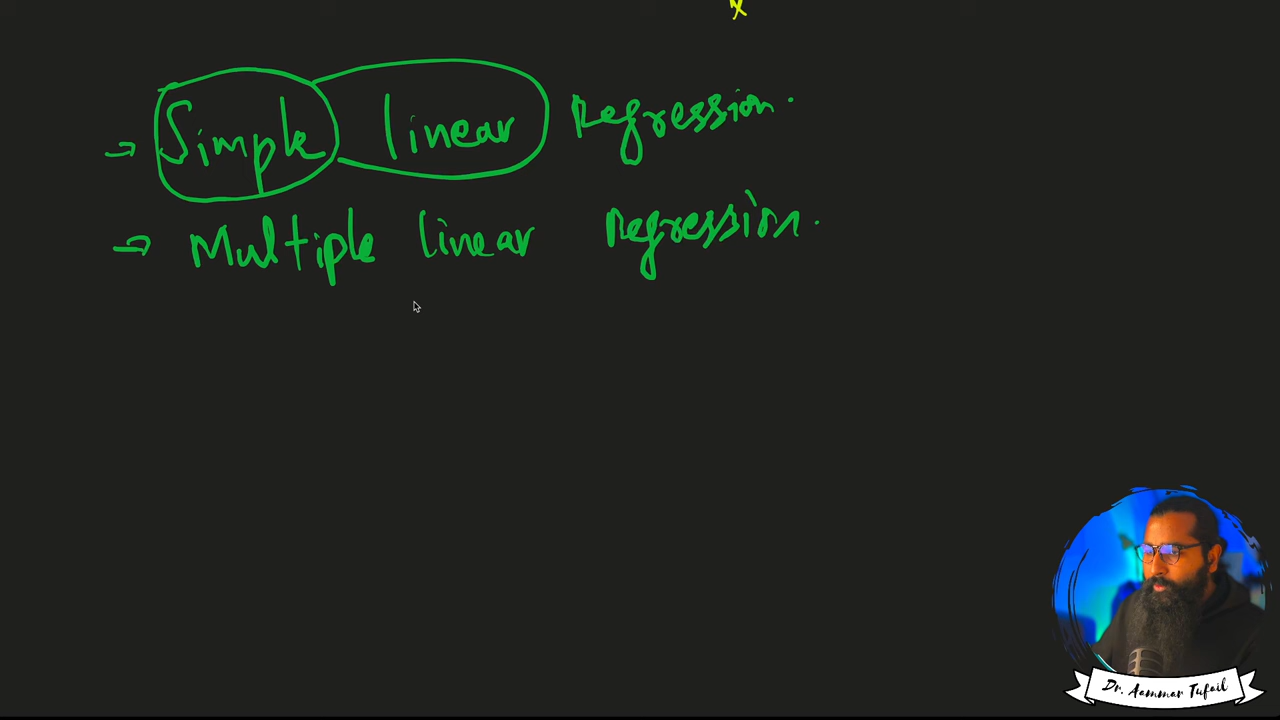 x
→ Simple linear Regression.
→ Multiple linear Regression.
Dr. Aammar Tufail